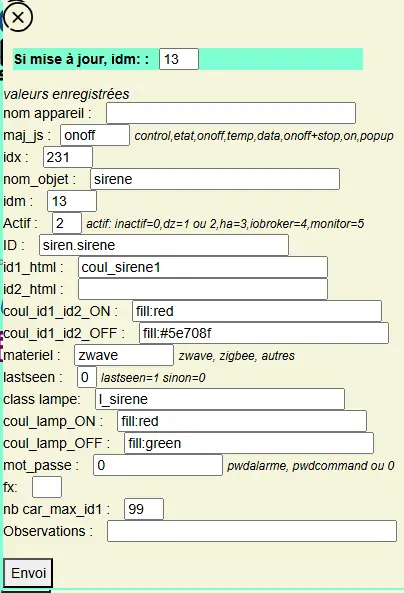 Si mise à jour, idm: : 13
valeurs enregistrées
nom appareil :
maj_js : onoff control,etat,onoff,temp,data,onoff+stop,on,popup
idx : 231
nom_objet : sirene
idm : 13
Actif : 2 actif: inactif=0,dz=1 ou 2,ha=3,iobroker=4,monitor=5
ID : siren.sirene
id1_html : coul_sirene1
id2_html :
coul_id1_id2_ON : fill:red
coul_id1_id2_OFF : fill:#5e708f
materiel : zwave zwave, zigbee, autres
lastseen : 0 lastseen=1 sinon=0
class lampe: l_sirene
coul_lamp_ON : fill:red
coul_lamp_OFF : fill:green
mot_passe : 0 pwdalarme, pwdcommand ou 0
fx:
nb car_max_id1 : 99
Observations :
Envoi